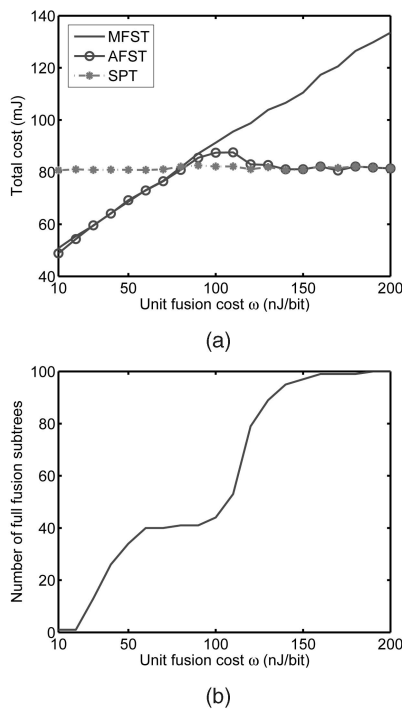 140
120
100
80
60
40
Total cost (mJ)
MFST
AFST
SPT
10
50
100
150
200
Unit fusion cost ω (nJ/bit)
(a)
100
80
60
40
20
0
Number of full fusion subtrees
10
50
100
150
200
Unit fusion cost ω (nJ/bit)
(b)